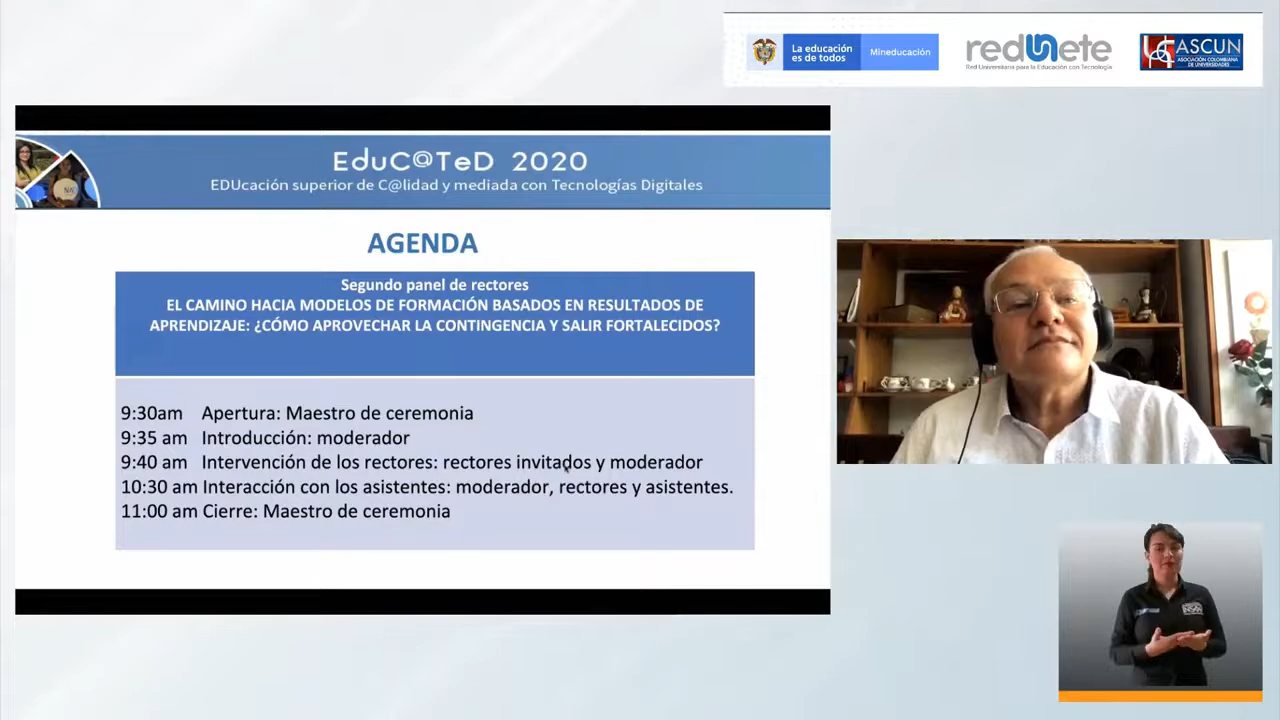 La educación
es de todos
Mineducación
redunete
Red Universitaria para la Educación con Tecnología
ASCUN
ASOCIACIÓN COLOMBIANA
DE UNIVERSIDADES
EduC@TeD 2020
EDUcación superior de C@lidad y mediada con Tecnologías Digitales
AGENDA
Segundo panel de rectores
EL CAMINO HACIA MODELOS DE FORMACIÓN BASADOS EN RESULTADOS DE
APRENDIZAJE: ¿CÓMO APROVECHAR LA CONTINGENCIA Y SALIR FORTALECIDOS?
9:30am Apertura: Maestro de ceremonia
9:35 am Introducción: moderador
9:40 am Intervención de los rectores: rectores invitados y moderador
10:30 am Interacción con los asistentes: moderador, rectores y asistentes.
11:00 am Cierre: Maestro de ceremonia